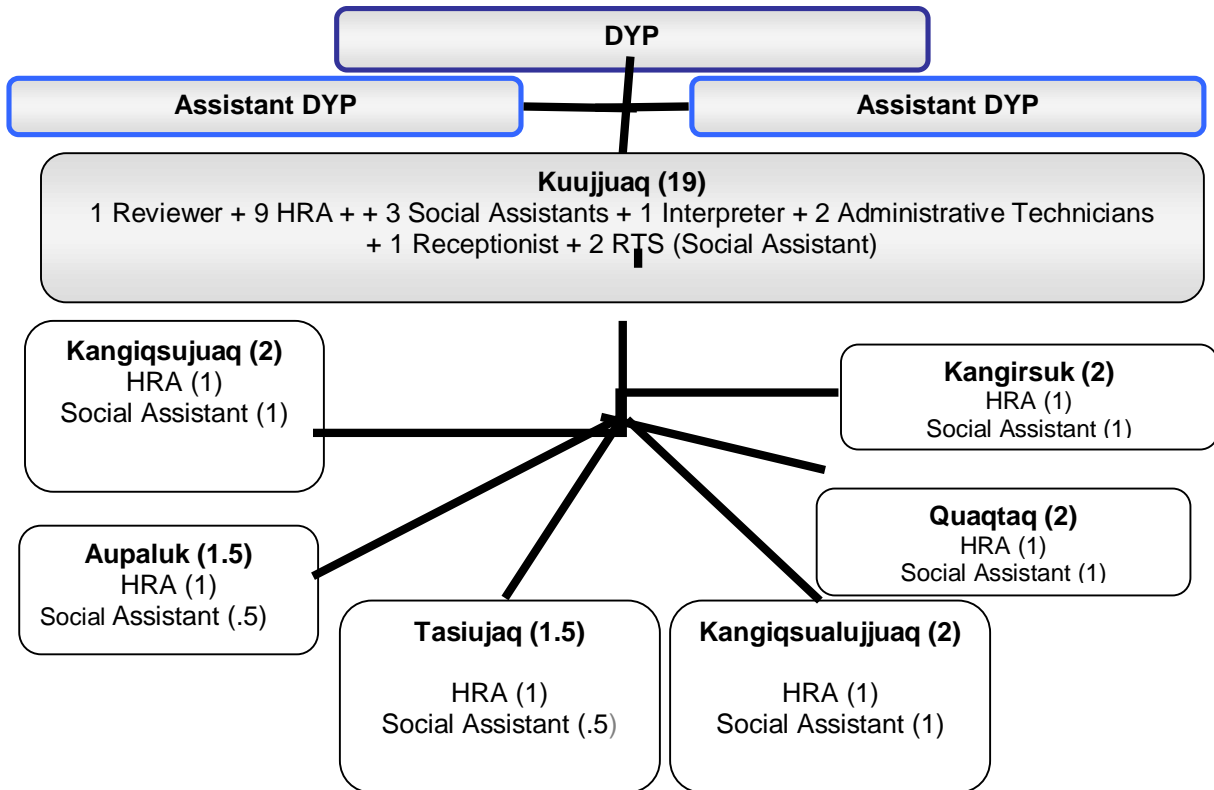 DYP
Assistant DYP
Assistant DYP
Kuujjuaq (19)
1 Reviewer + 9 HRA + + 3 Social Assistants + 1 Interpreter + 2 Administrative Technicians
+ 1 Receptionist + 2 RTS (Social Assistant)
Kangiqsujuaq (2)
HRA (1)
Social Assistant (1)
Kangirsuk (2)
HRA (1)
Social Assistant (1)
Quaqtaq (2)
HRA (1)
Social Assistant (1)
Aupaluk (1.5)
HRA (1)
Social Assistant (.5)
Tasiujaq (1.5)
HRA (1)
Social Assistant (.5)
Kangiqsualujjuaq (2)
HRA (1)
Social Assistant (1)